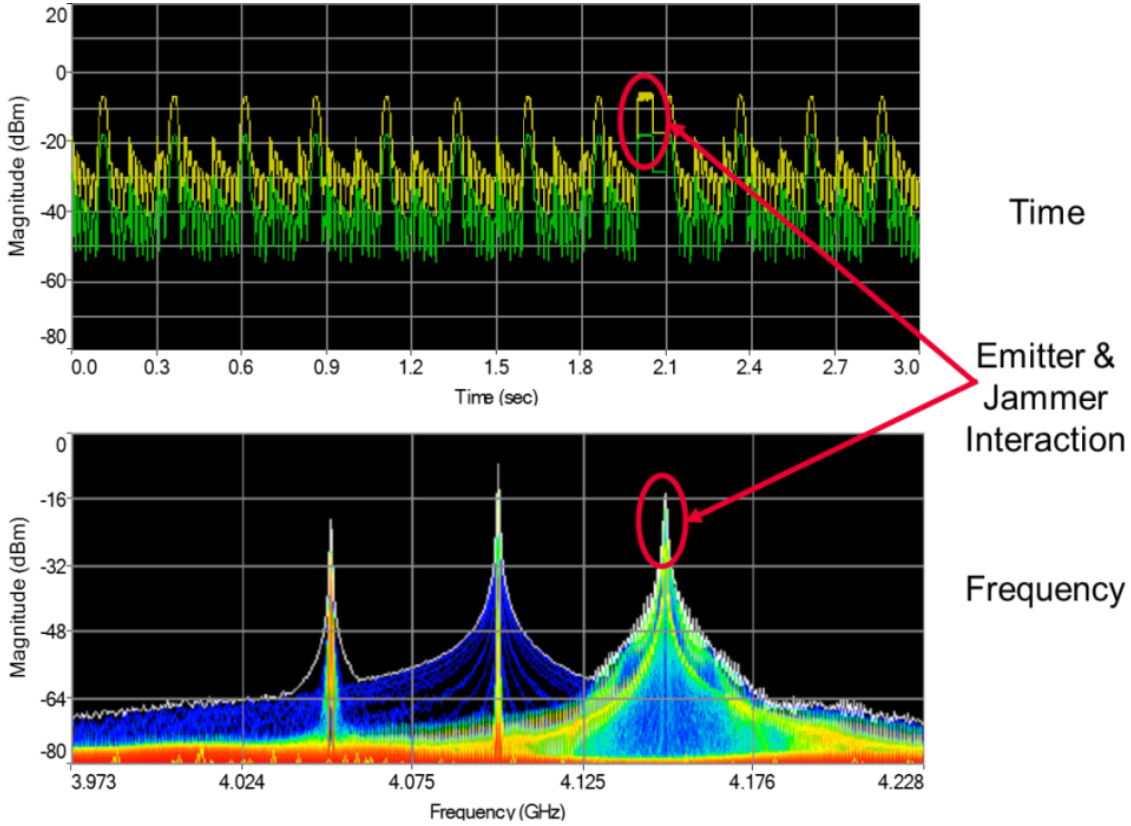 20
0
-20
-40
-60
-80
Magnitude (dBm)
0.0 0.3 0.6 0.9 1.2 1.5 1.8 2.1 2.4 2.7 3.0
Time (sec)
Time
Emitter &
Jammer
Interaction
0
-16
-32
-48
-64
-80
Magnitude (dBm)
3.973 4.024 4.075 4.125 4.176 4.228
Frequency (GHz)
Frequency